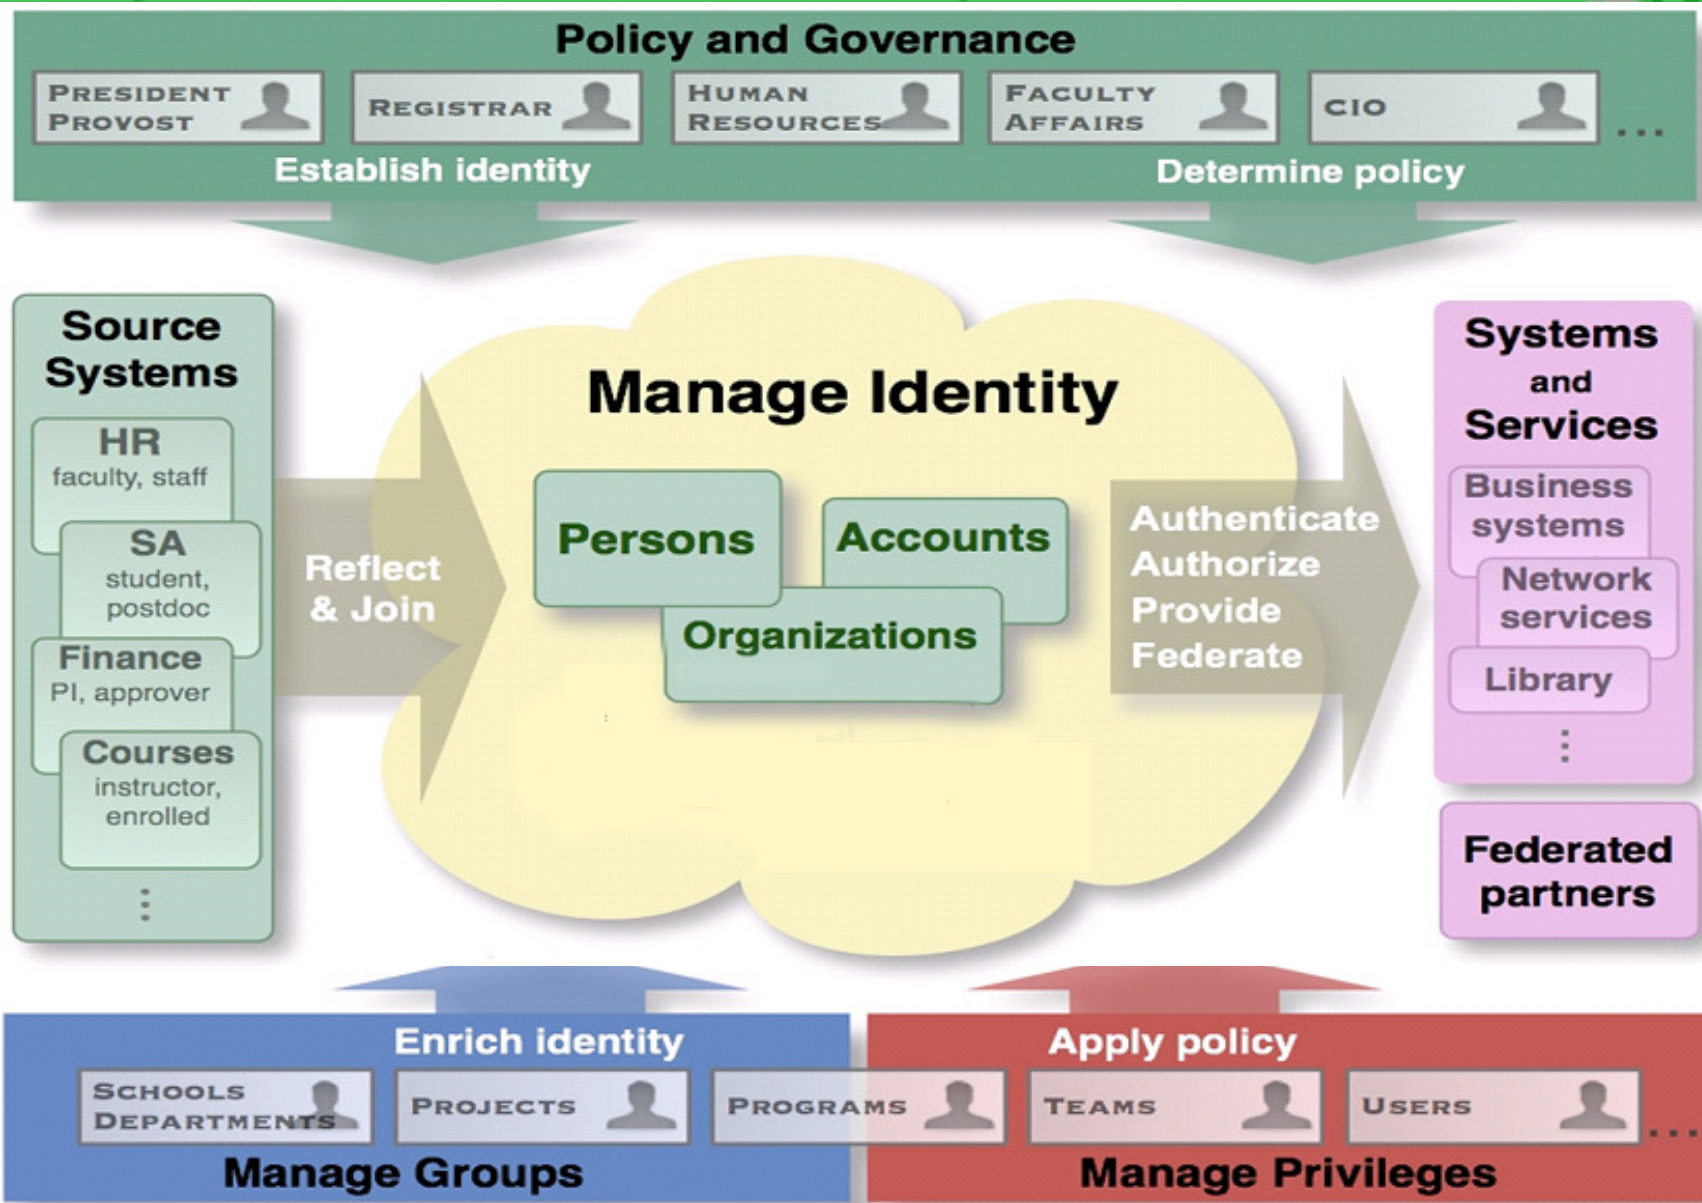 Policy and Governance
PRESIDENT
PROVOST
REGISTRAR
HUMAN
RESOURCES
FACULTY
AFFAIRS
CIO
...
Establish identity
Determine policy
Source
Systems
HR
faculty, staff
SA
student,
postdoc
Finance
PI, approver
Courses
instructor,
enrolled
Reflect
& Join
Manage Identity
Persons
Accounts
Organizations
Authenticate
Authorize
Provide
Federate
Systems
and
Services
Business
systems
Network
services
Library
Federated
partners
Enrich identity
SCHOOLS
DEPARTMENTS
PROJECTS
PROGRAMS
Manage Groups
Apply policy
TEAMS
USERS
...
Manage Privileges